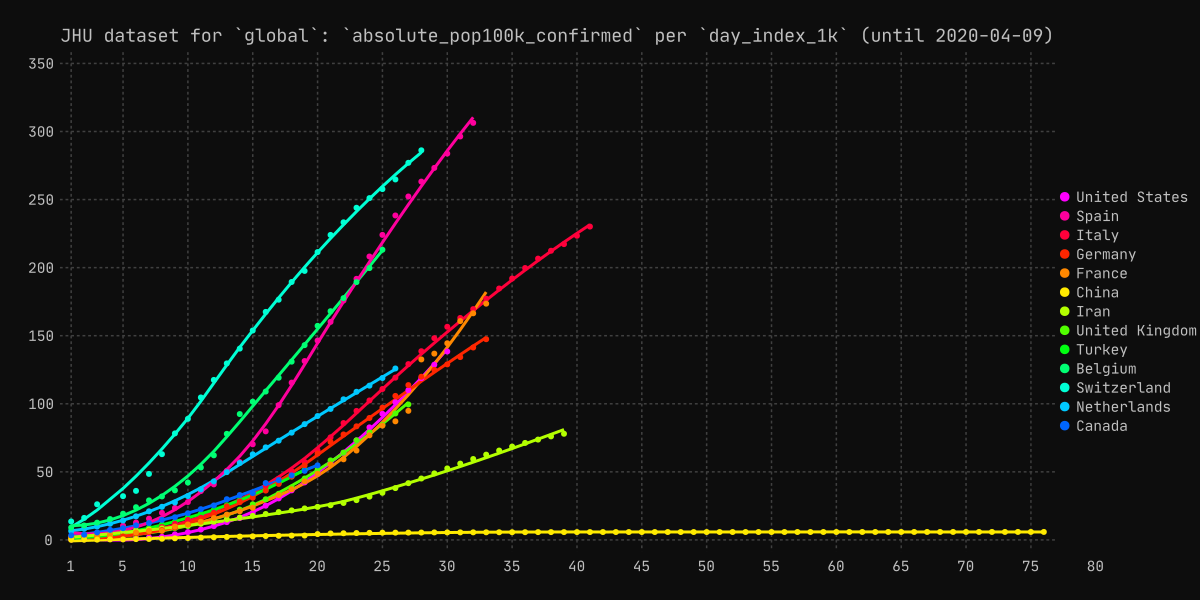 JHU dataset for `global`: `absolute_pop100k_confirmed` per `day_index_1k` (until 2020-04-09)
350
300
250
200
150
100
50
0
1 5 10 15 20 25 30 35 40 45 50 55 60 65 70 75 80
United States
Spain
Italy
Germany
France
China
Iran
United Kingdom
Turkey
Belgium
Switzerland
Netherlands
Canada